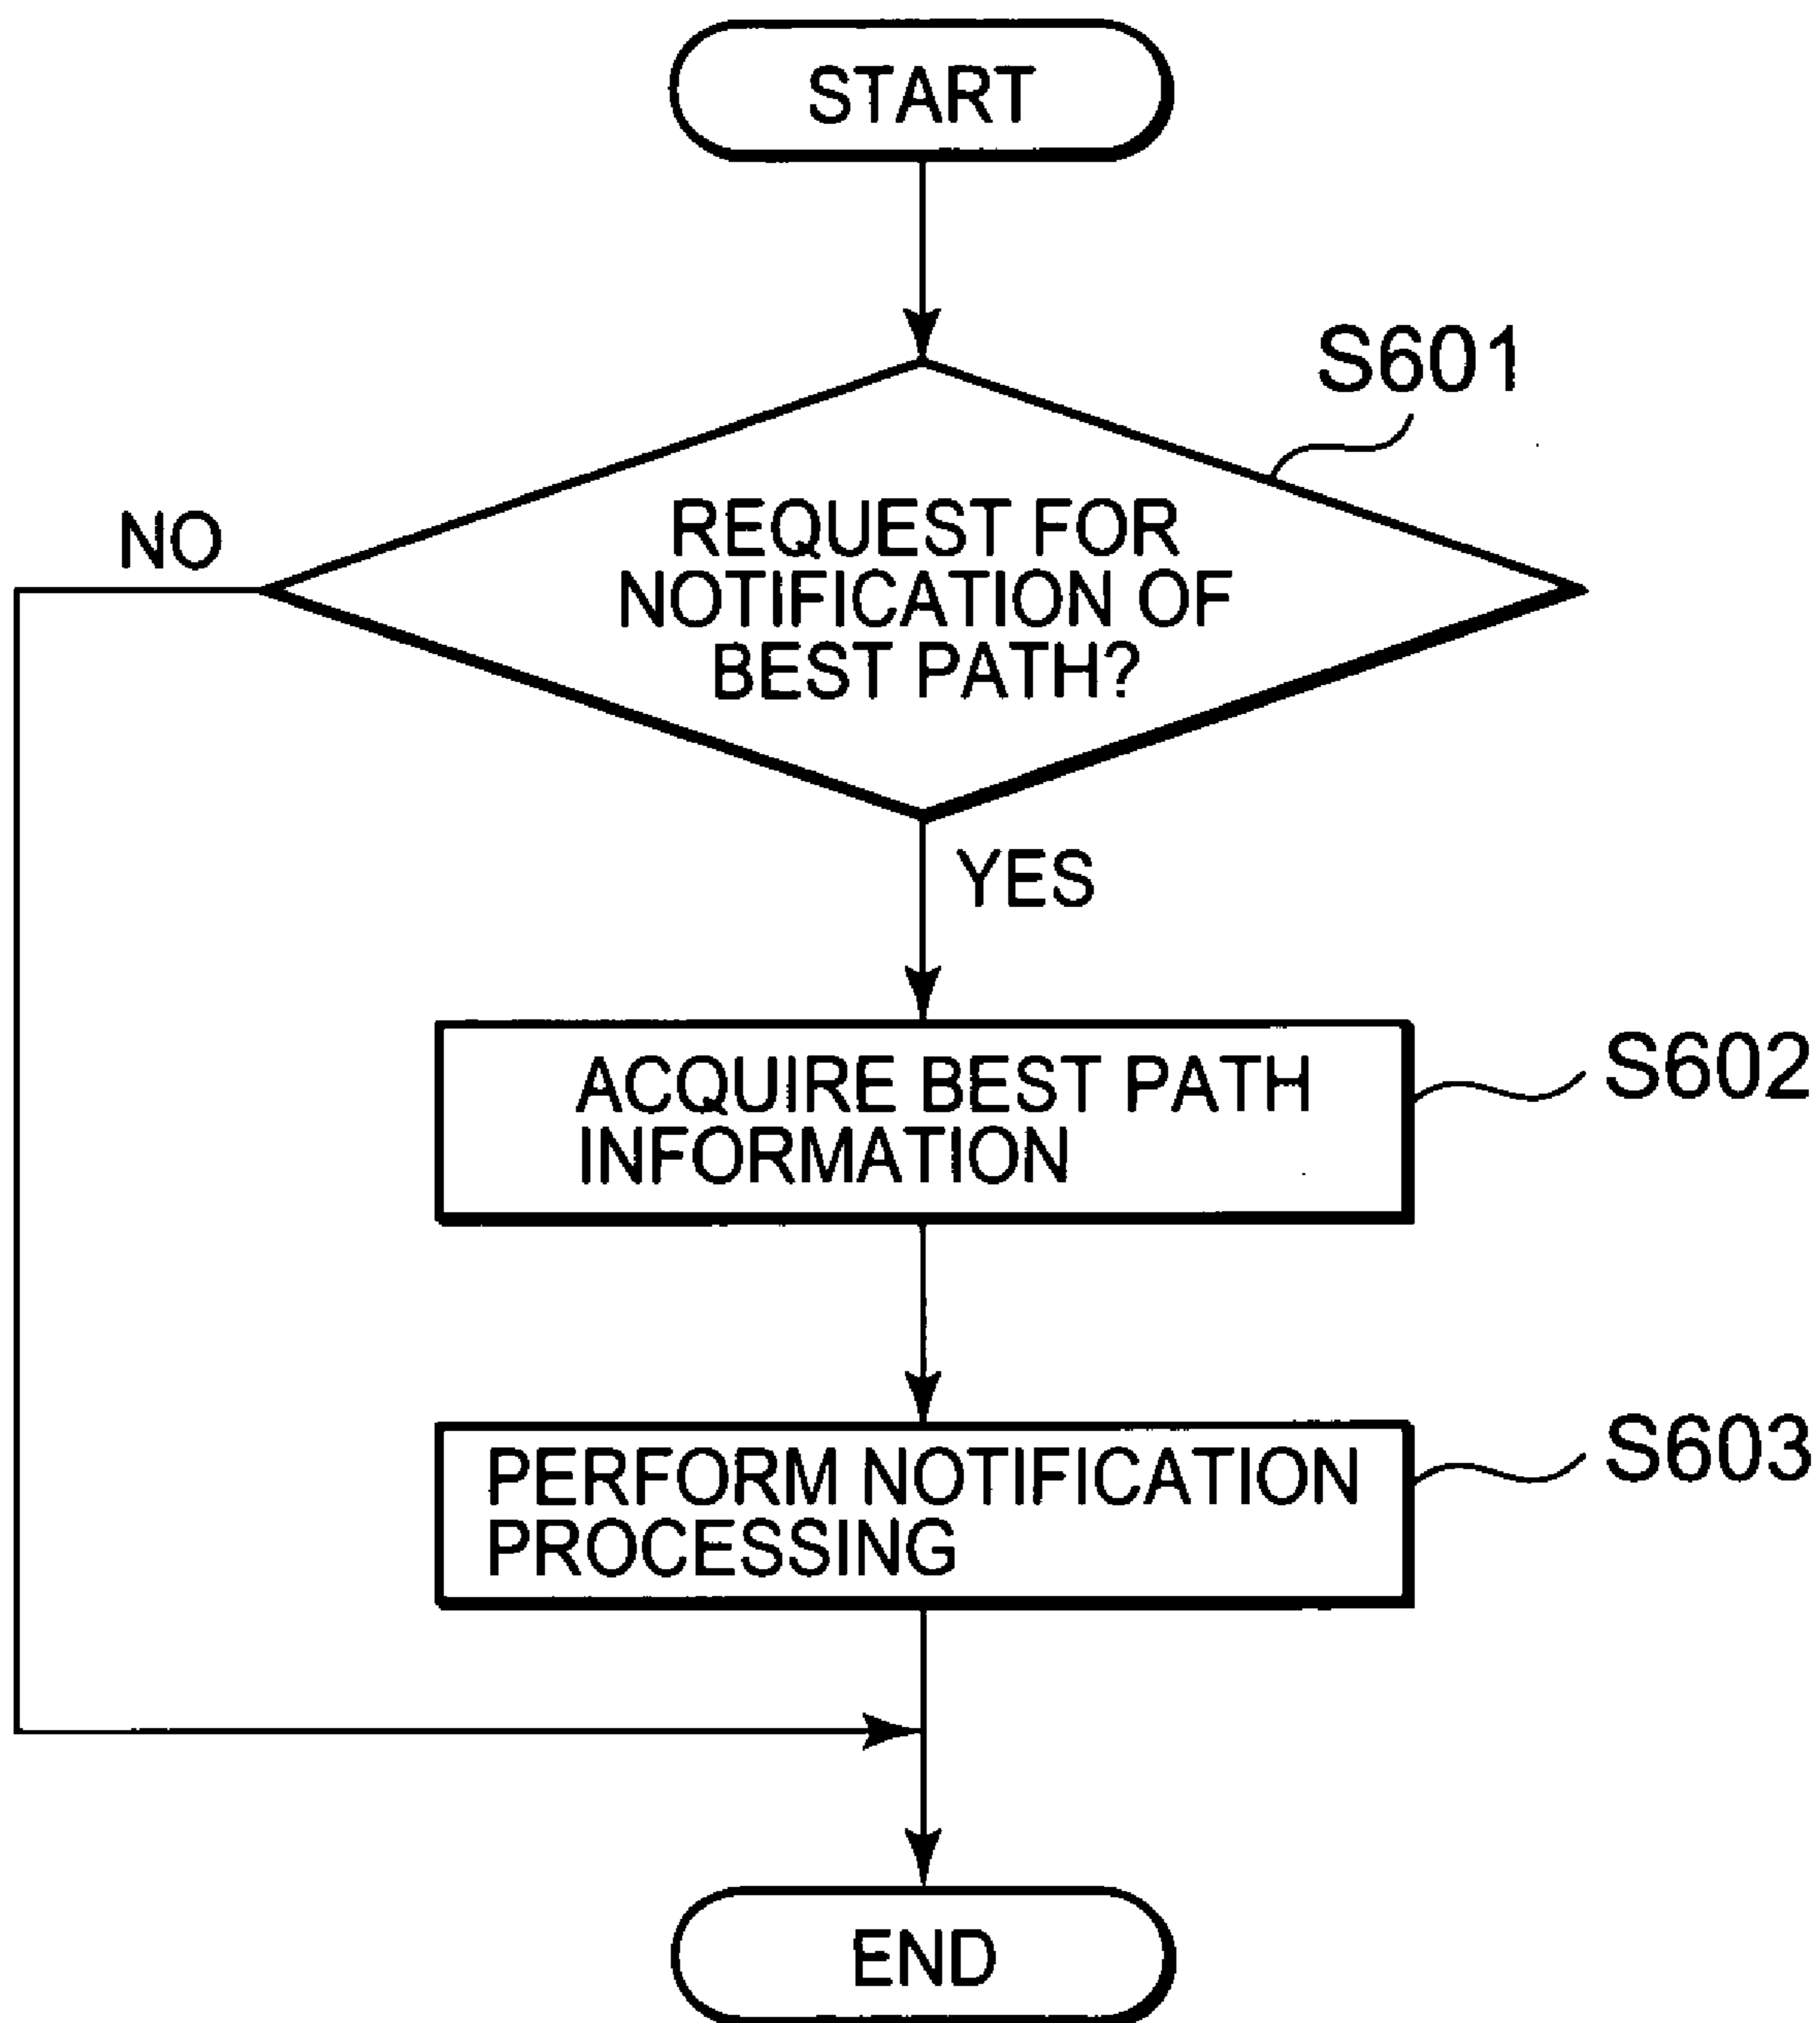 START
S601
NO
REQUEST FOR
NOTIFICATION OF
BEST PATH?
YES
ACQUIRE BEST PATH
INFORMATION
S602
PERFORM NOTIFICATION
PROCESSING
S603
END